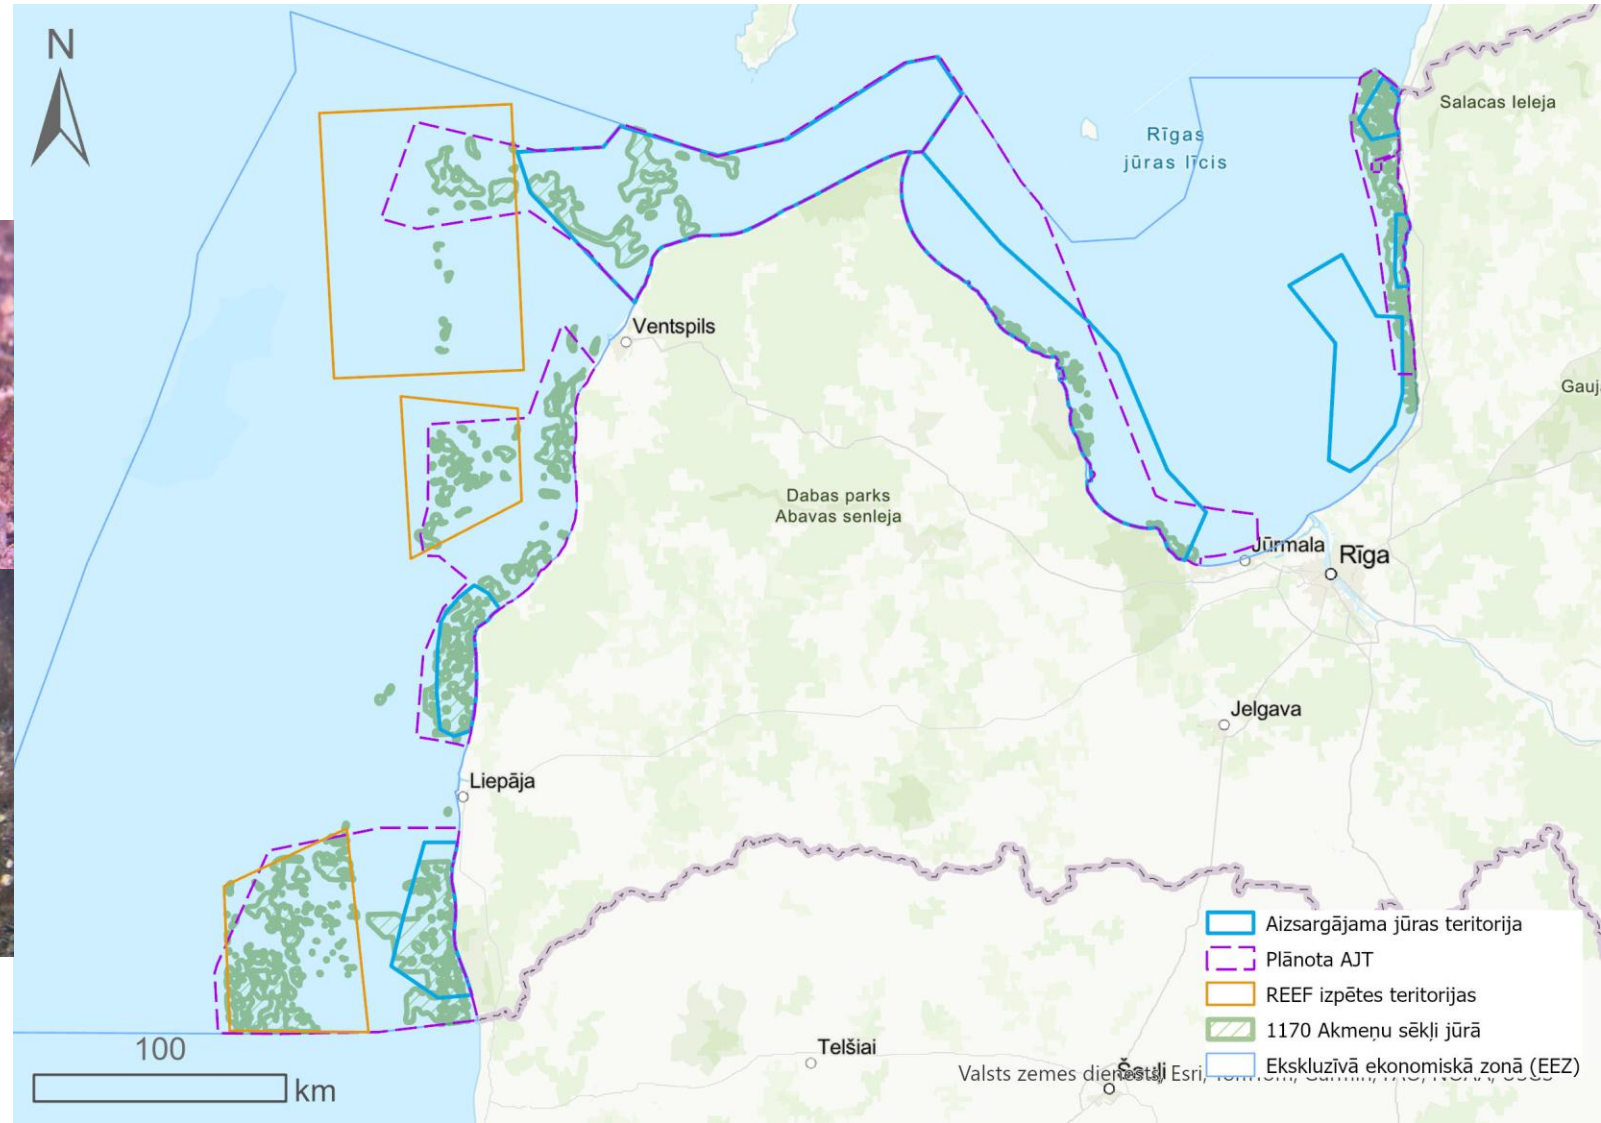 N
Salacas leleja
Rīgas
jūras līcis
Ventspils
Gauj
Dabas parks
Abavas senleja
Jūrmala
Rīga
Jelgava
Liepāja
Aizsargājama jūras teritorija
Plānota AJT
REEF izpētes teritorijas
1170 Akmeņu sēkļi jūrā
Ekskluzīvā ekonomiskā zonā (EEZ)
100
km
Telšiai
Valsts zemes dienests, Esri,